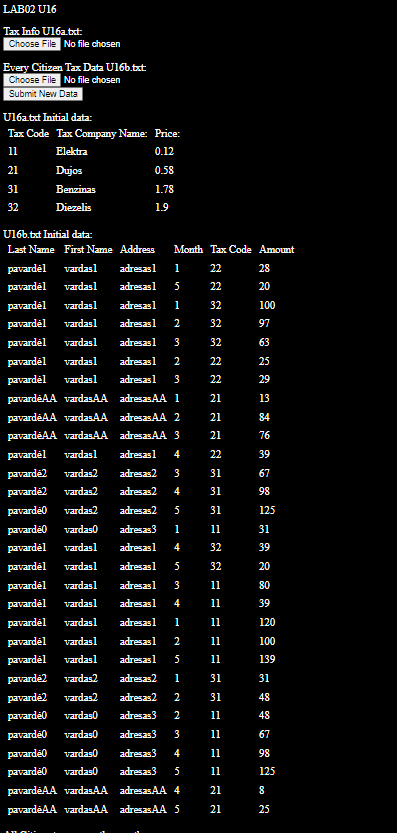 LAB02 U16
Tax Info U16a.txt:
Choose File No file chosen
Every Citizen Tax Data U16b.txt:
Choose File No file chosen
Submit New Data
U16a.txt Initial data:
Tax Code Tax Company Name: Price:
11 Elektra 0.12
21 Dujos 0.58
31 Benzinas 1.78
32 Diezelis 1.9
U16b.txt Initial data:
Last Name First Name Address Month Tax Code Amount
pavardė1 vardas1 adresas1 1 22 28
pavardė1 vardas1 adresas1 5 22 20
pavardė1 vardas1 adresas1 1 32 100
pavardė1 vardas1 adresas1 2 32 97
pavardė1 vardas1 adresas1 3 32 63
pavardė1 vardas1 adresas1 2 22 25
pavardė1 vardas1 adresas1 3 22 29
pavardėAA vardasAA adresasAA 1 21 13
pavardėAA vardasAA adresasAA 2 21 84
pavardėAA vardasAA adresasAA 3 21 76
pavardė1 vardas1 adresas1 4 22 39
pavardė2 vardas2 adresas2 3 31 67
pavardė2 vardas2 adresas2 4 31 98
pavardė0 vardas2 adresas2 5 31 125
pavardė0 vardas0 adresas3 1 11 31
pavardė1 vardas1 adresas1 4 32 39
pavardė1 vardas1 adresas1 5 32 20
pavardė1 vardas1 adresas1 3 11 80
pavardė1 vardas1 adresas1 4 11 39
pavardė1 vardas1 adresas1 1 11 120
pavardė1 vardas1 adresas1 2 11 100
pavardė1 vardas1 adresas1 5 11 139
pavardė2 vardas2 adresas2 1 31 31
pavardė2 vardas2 adresas2 2 31 48
pavardė0 vardas0 adresas3 2 11 48
pavardė0 vardas0 adresas3 3 11 67
pavardė0 vardas0 adresas3 4 11 98
pavardė0 vardas0 adresas3 5 11 125
pavardėAA vardasAA adresasAA 4 21 8
pavardėAA vardasAA adresasAA 5 21 25